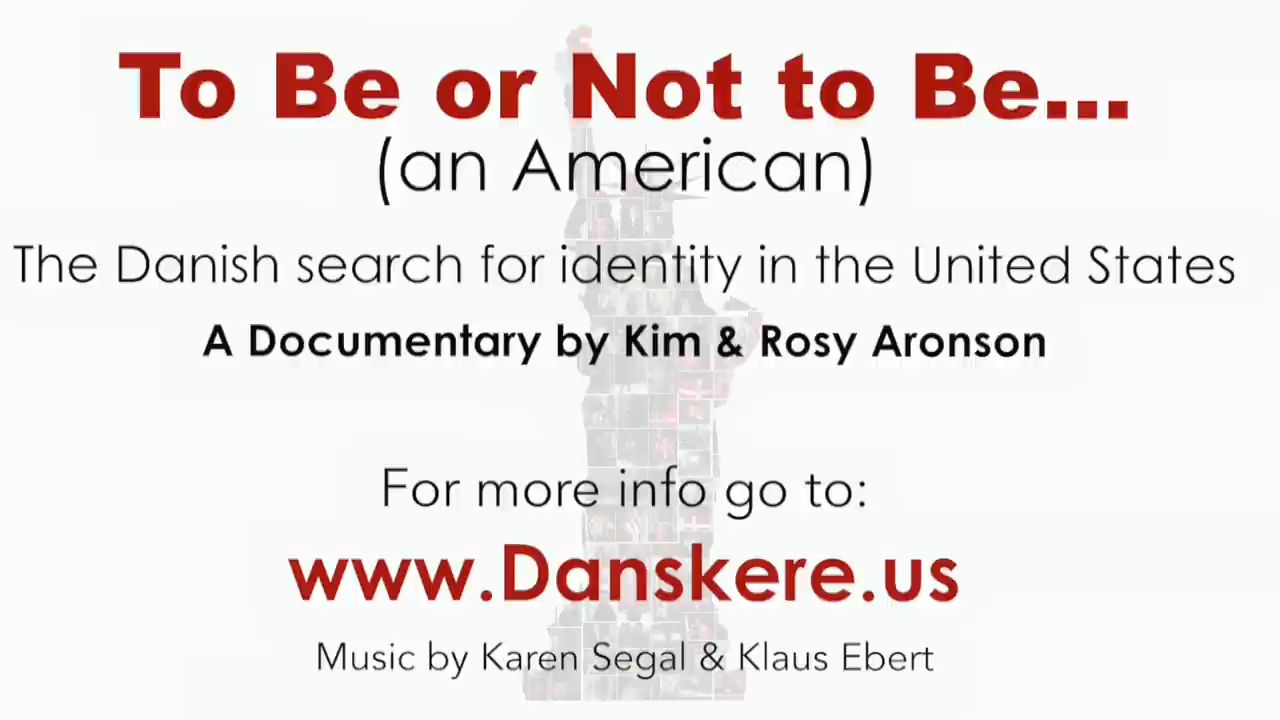 To Be or Not to Be...
(an American)
The Danish search for identity in the United States
A Documentary by Kim & Rosy Aronson
For more info go to:
www.Danskere.us
Music by Karen Segal & Klaus Ebert